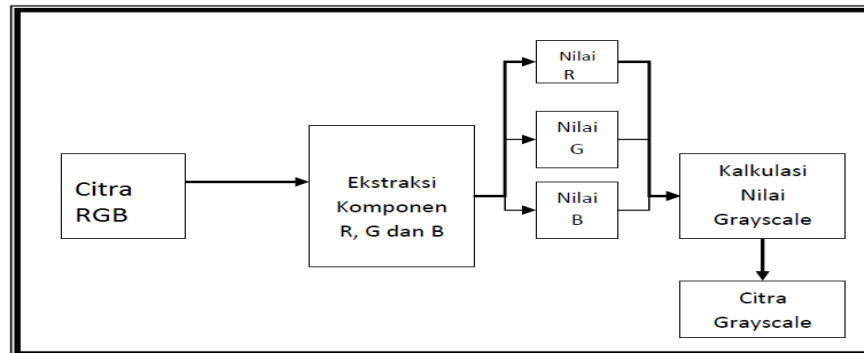 Citra
RGB
Ekstraksi
Komponen
R, G dan B
Nilai
R
Nilai
G
Nilai
B
Kalkulasi
Nilai
Grayscale
Citra
Grayscale